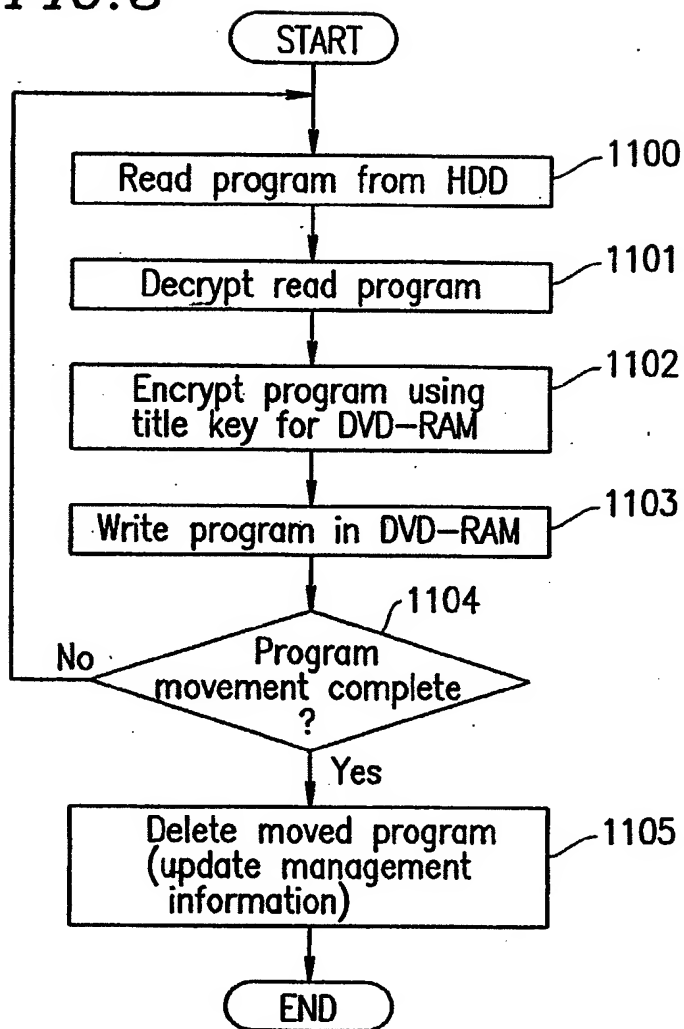 FIG. 8
START
Read program from HDD
1100
Decrypt read program
1101
Encrypt program using
title key for DVD-RAM
1102
Write program in DVD-RAM
1103
1104
Program
movement complete
?
No
Yes
Delete moved program
(update management
information)
1105
END